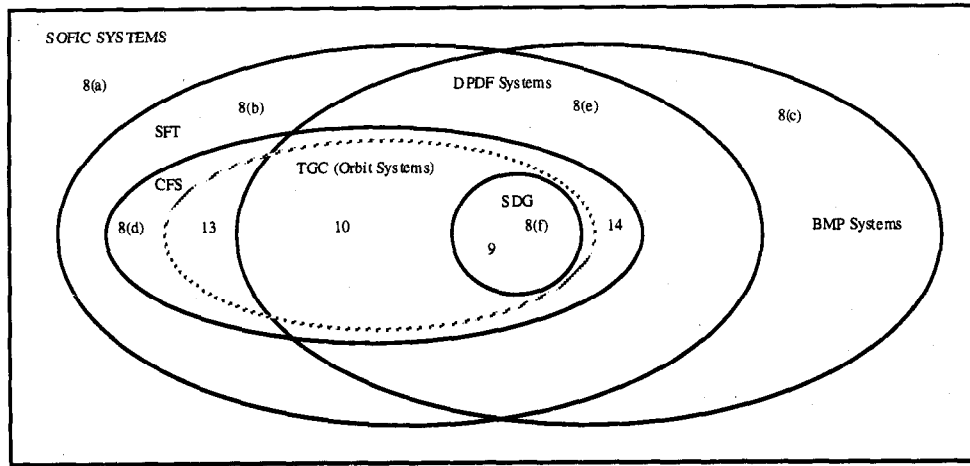 SOFIC SYSTEMS
8(a)
8(b)
DPDF Systems
8(e)
8(c)
SFT
TGC (Orbit Systems)
CFS
SDG
8(d)
13
10
8(f)
14
BMP Systems
9